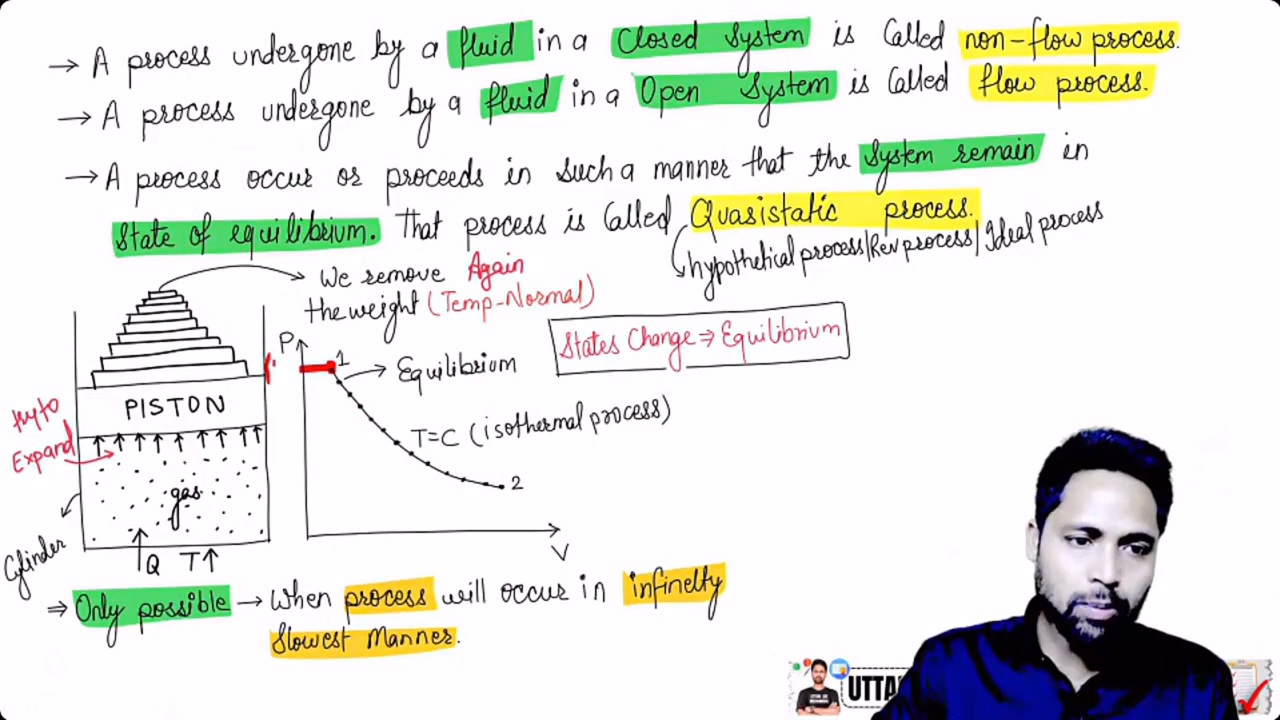 → A process undergone by a fluid in a Closed System is Called non-flow process.
→ A process undergone by a fluid in a Open System is Called flow process.
→ A process occur or proceeds in such a manner that the System remain in
State of equilibrium. That process is Called Quasistatic process.
hypothetical process/Rev process/Ideal process
We remove Again
the weight (Temp-Normal)
States Change ⇒ Equilibrium
P
1
Equilibrium
PISTON
try to
Expand
T=C (isothermal process)
gas
2
Cylinder
Q T↑
V
⇒ Only possible → When process will occur in infinelty
Slowest Manner.
UTTA